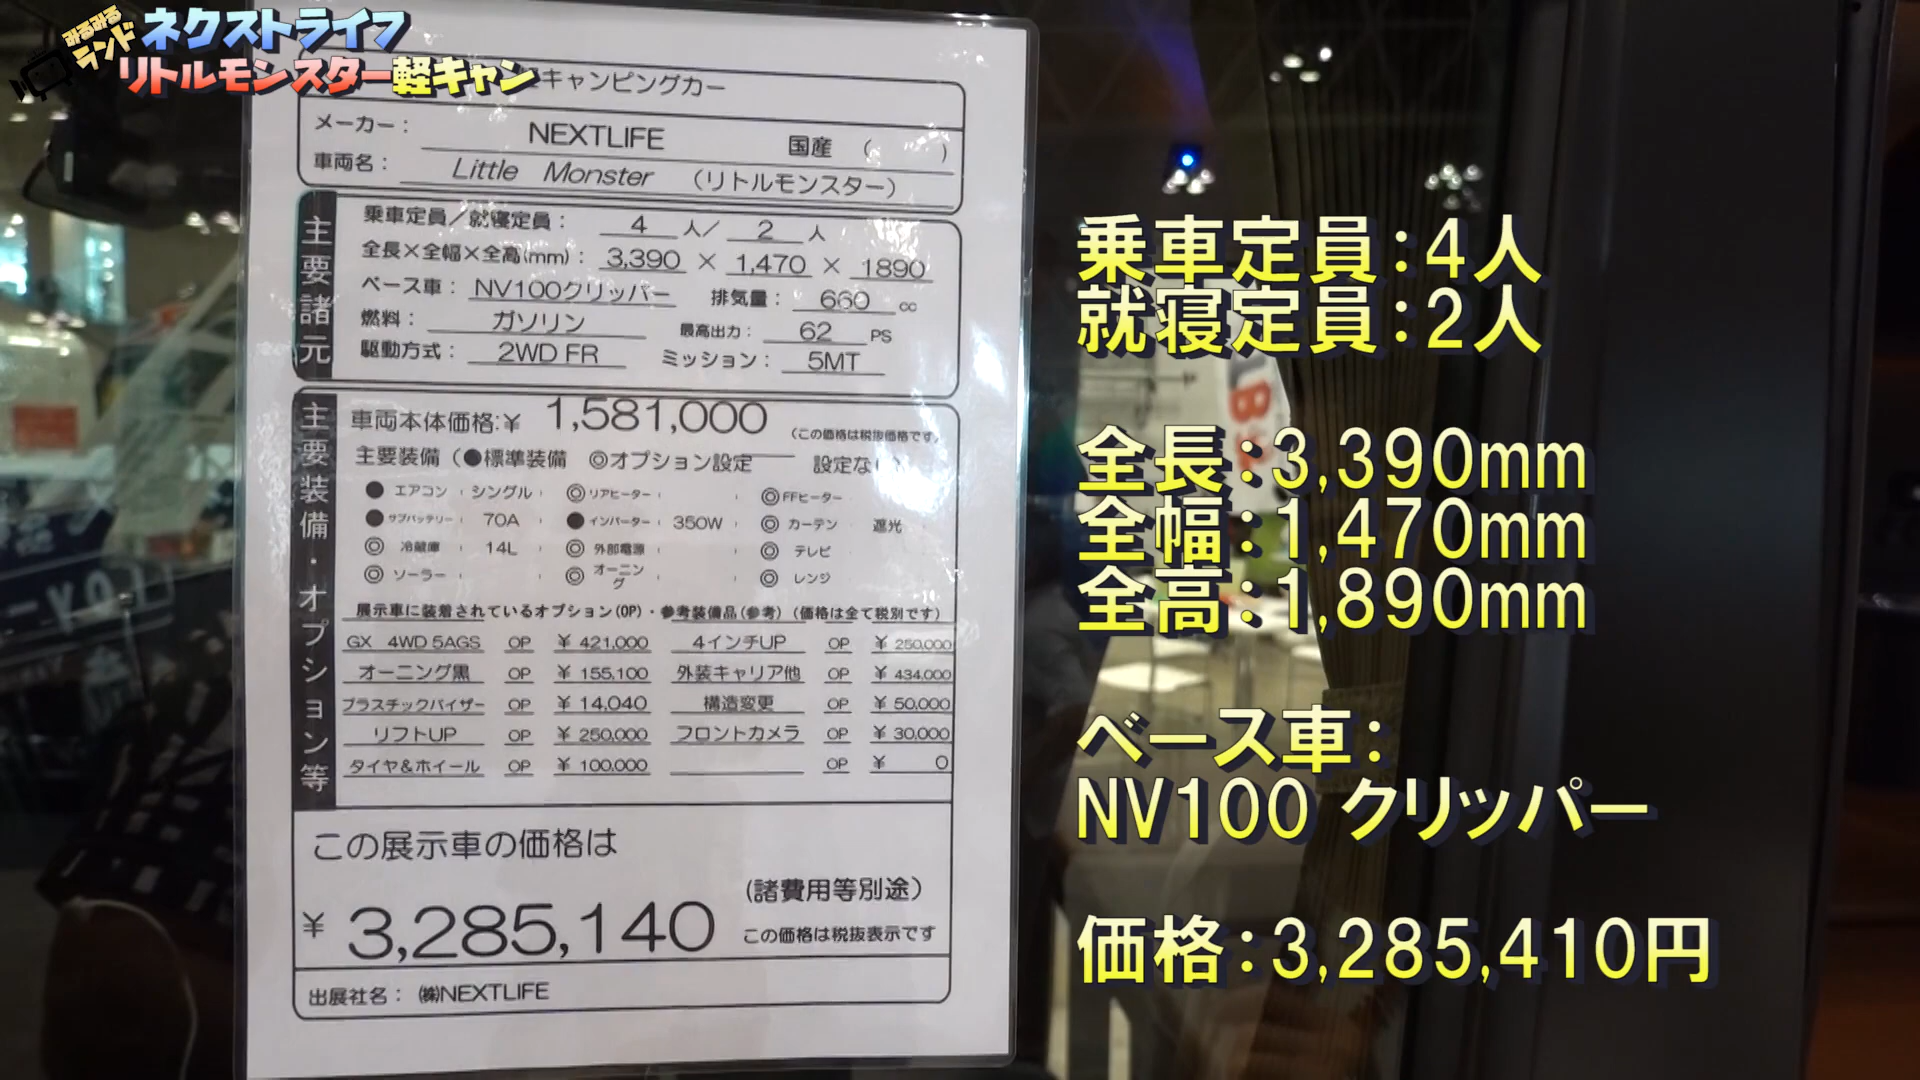 みるみるランド
ネクストライフ
リトルモンスター軽キャン
キャンピングカー
メーカー： NEXTLIFE 国産 （ ）
車両名： Little Monster （リトルモンスター）
主要諸元
乗車定員／就寝定員： 4 人／ 2 人
全長×全幅×全高(mm)： 3,390 × 1,470 × 1890
ベース車： NV100クリッパー 排気量： 660 cc
燃料： ガソリン 最高出力： 62 PS
駆動方式： 2WD FR ミッション： 5MT
主要装備・オプション等
車両本体価格:￥ 1,581,000 （この価格は税抜価格です）
主要装備（●標準装備 ◎オプション設定 設定なし）
● エアコン シングル ◎リアヒーター ◎FFヒーター
● サブバッテリー 70A ● インバーター 350W ◎ カーテン 遮光
◎ 冷蔵庫 14L ◎ 外部電源 ◎ テレビ
◎ ソーラー ◎ オーニング ◎ レンジ
展示車に装着されているオプション(OP)・参考装備品(参考)（価格は全て税別です）
GX 4WD 5AGS OP ￥ 421,000 4インチUP OP ￥ 250,000
オーニング黒 OP ￥ 155,100 外装キャリア他 OP ￥ 434,000
プラスチックバイザー OP ￥ 14,040 構造変更 OP ￥ 50,000
リフトUP OP ￥ 250,000 フロントカメラ OP ￥ 30,000
タイヤ&ホイール OP ￥ 100,000 OP ￥ 0
この展示車の価格は
(諸費用等別途)
￥ 3,285,140 この価格は税抜表示です
出展社名： ㈱NEXTLIFE
乗車定員：4人
就寝定員：2人
全長：3,390mm
全幅：1,470mm
全高：1,890mm
ベース車：
NV100 クリッパー
価格：3,285,410円